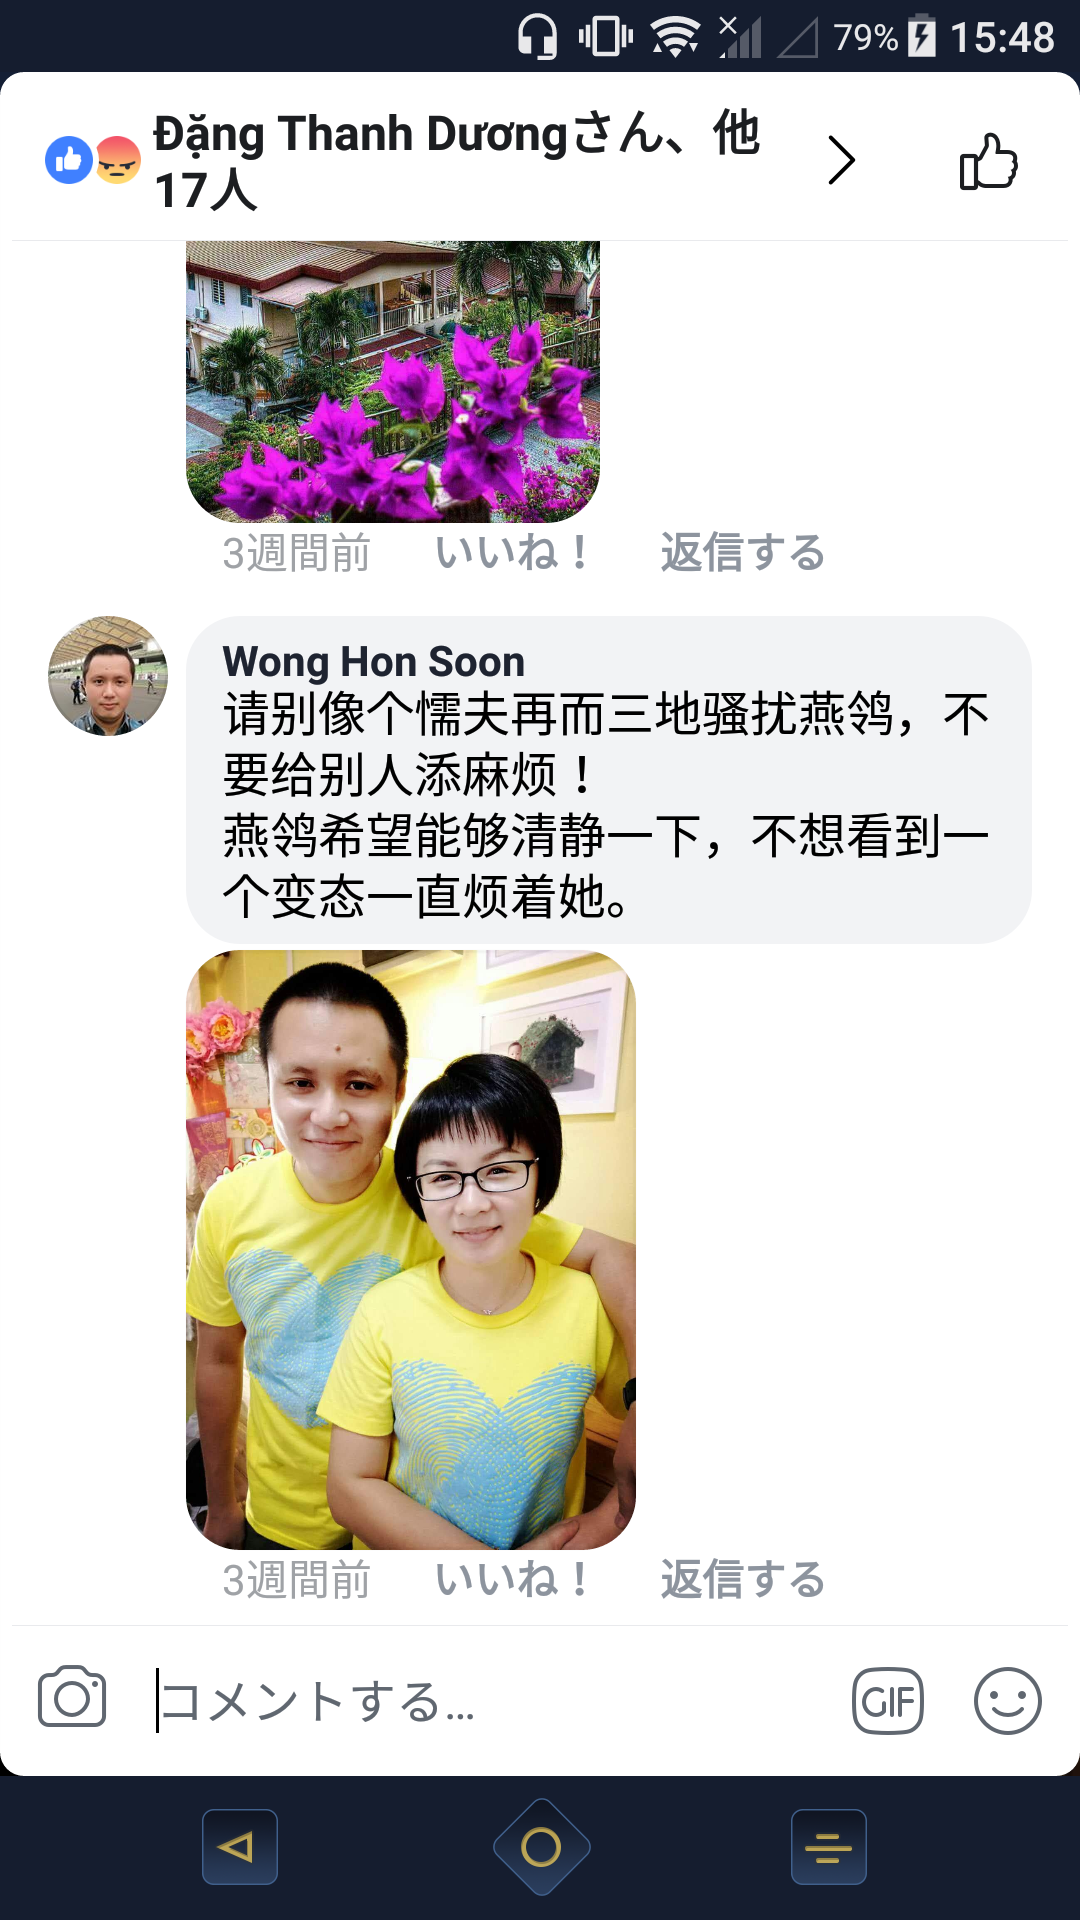 79% 15:48
Đặng Thanh Dươngさん、他
17人
3週間前 いいね！ 返信する
Wong Hon Soon
请别像个懦夫再而三地骚扰燕鸰，不
要给别人添麻烦！
燕鸰希望能够清静一下，不想看到一
个变态一直烦着她。
3週間前 いいね！ 返信する
コメントする... GIF